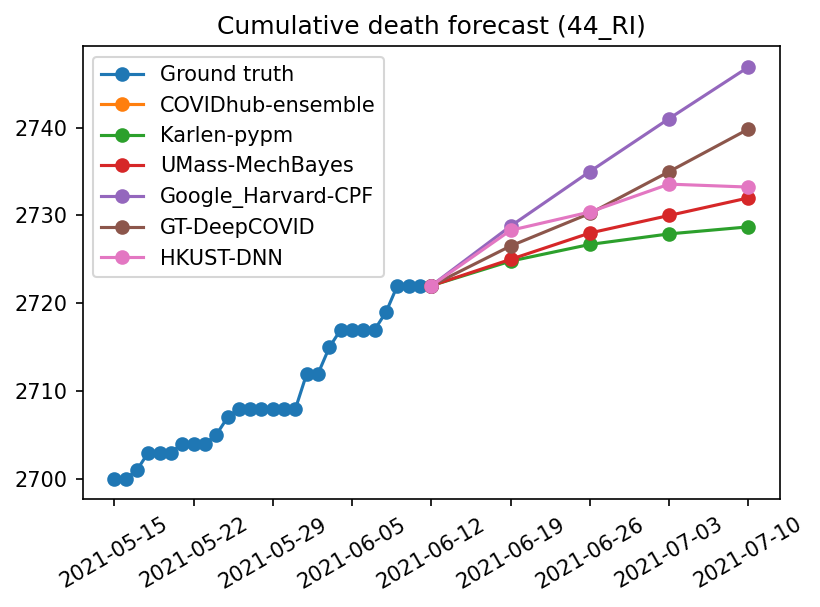 Cumulative death forecast (44_RI)
Ground truth
COVIDhub-ensemble
Karlen-pypm
UMass-MechBayes
Google_Harvard-CPF
GT-DeepCOVID
HKUST-DNN
2740
2730
2720
2710
2700
2021-05-15
2021-05-22
2021-05-29
2021-06-05
2021-06-12
2021-06-19
2021-06-26
2021-07-03
2021-07-10